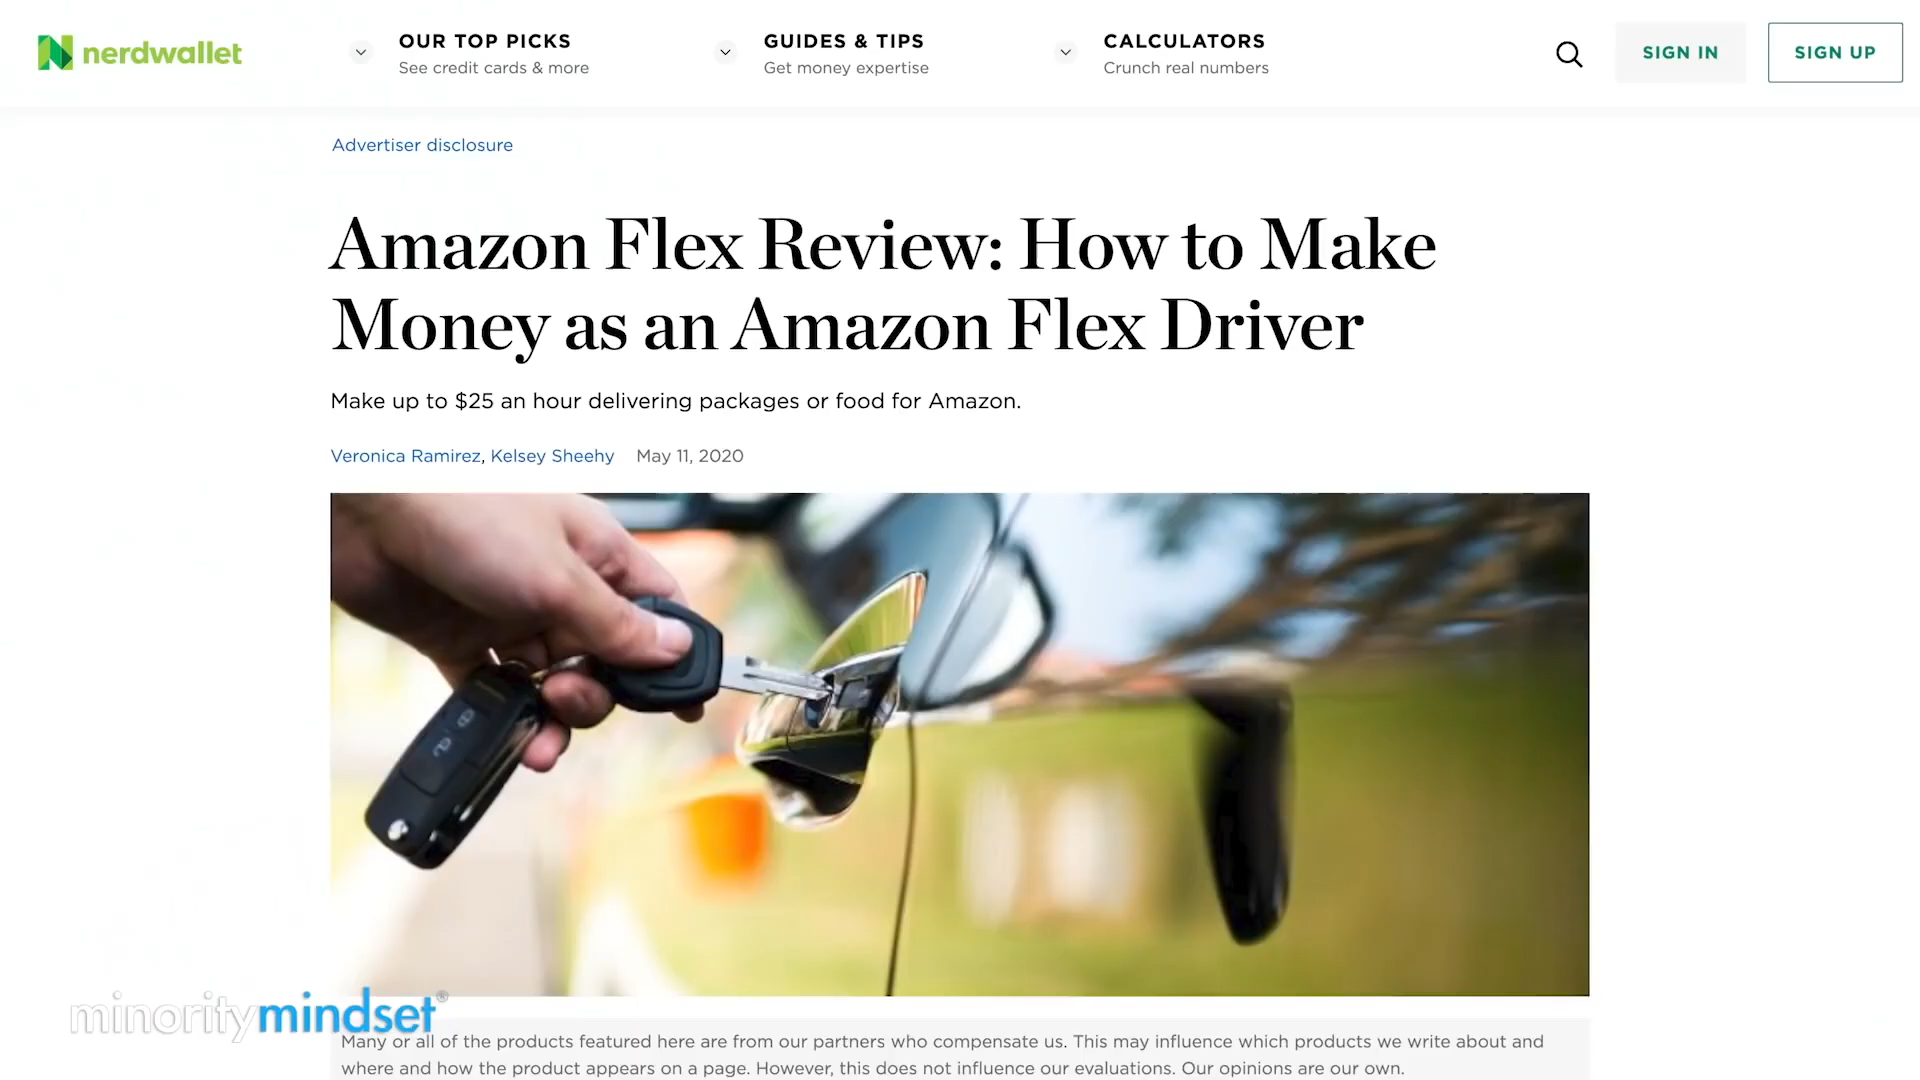 nerdwallet
OUR TOP PICKS
See credit cards & more
GUIDES & TIPS
Get money expertise
CALCULATORS
Crunch real numbers
SIGN IN
SIGN UP
Advertiser disclosure
Amazon Flex Review: How to Make
Money as an Amazon Flex Driver
Make up to $25 an hour delivering packages or food for Amazon.
Veronica Ramirez, Kelsey Sheehy May 11, 2020
minoritymindset®
Many or all of the products featured here are from our partners who compensate us. This may influence which products we write about and
where and how the product appears on a page. However, this does not influence our evaluations. Our opinions are our own.